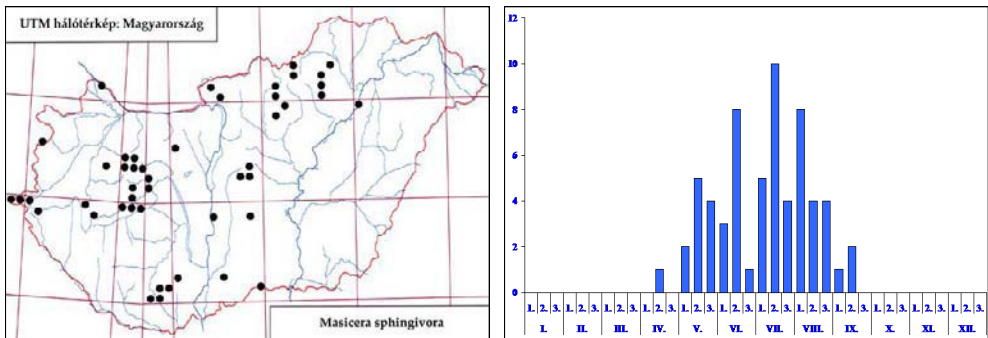 UTM hálótérkép: Magyarország
Masicera sphingivora
12
10
8
6
4
2
0
1. 2. 3. 1. 2. 3. 1. 2. 3. 1. 2. 3. 1. 2. 3. 1. 2. 3. 1. 2. 3. 1. 2. 3. 1. 2. 3. 1. 2. 3. 1. 2. 3. 1. 2. 3.
I. II. III. IV. V. VI. VII. VIII. IX. X. XI. XII.